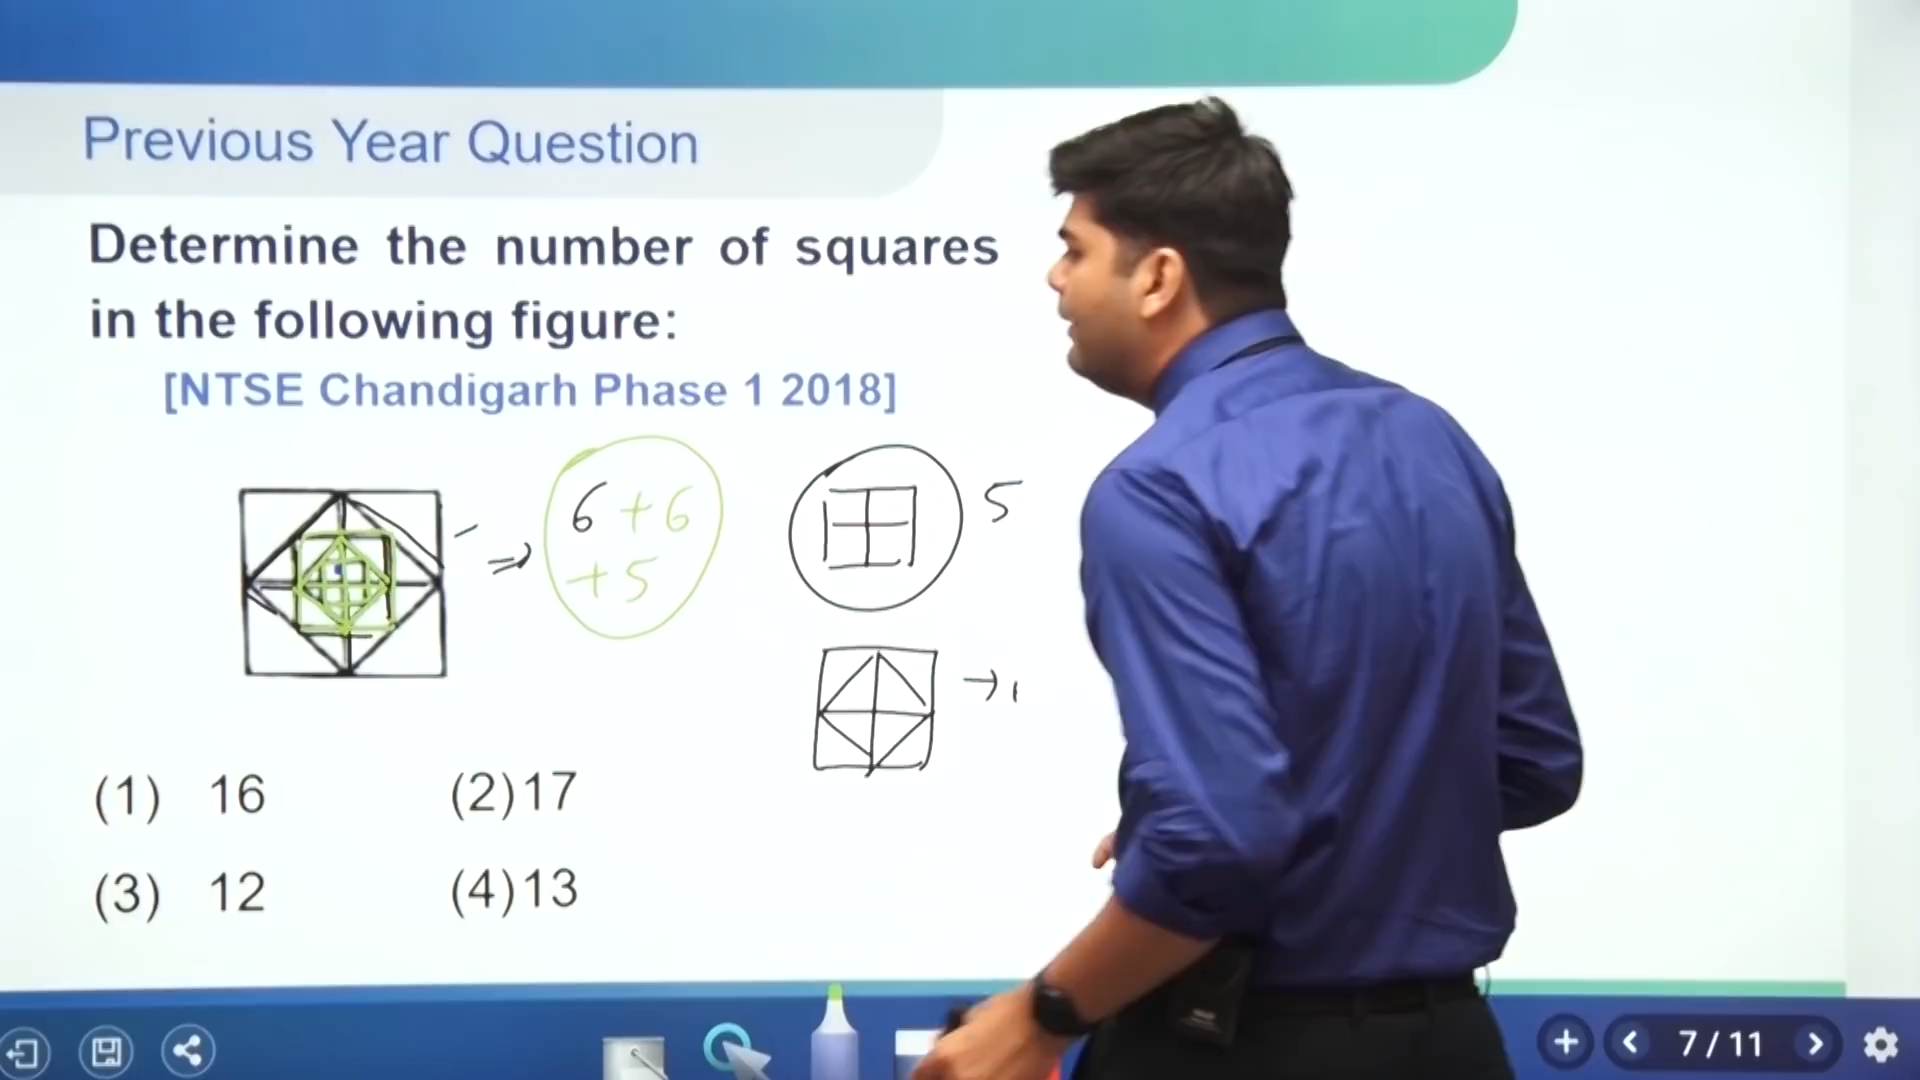 Previous Year Question
Determine the number of squares
in the following figure:
[NTSE Chandigarh Phase 1 2018]
6 + 6
+ 5
5
(1) 16
(2) 17
(3) 12
(4) 13
7 / 11